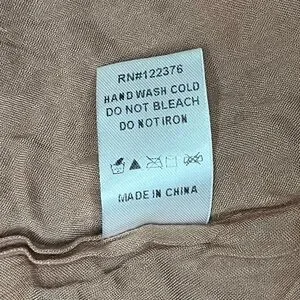 RN#122376
HAND WASH COLD
DO NOT BLEACH
DO NOT IRON
MADE IN CHINA